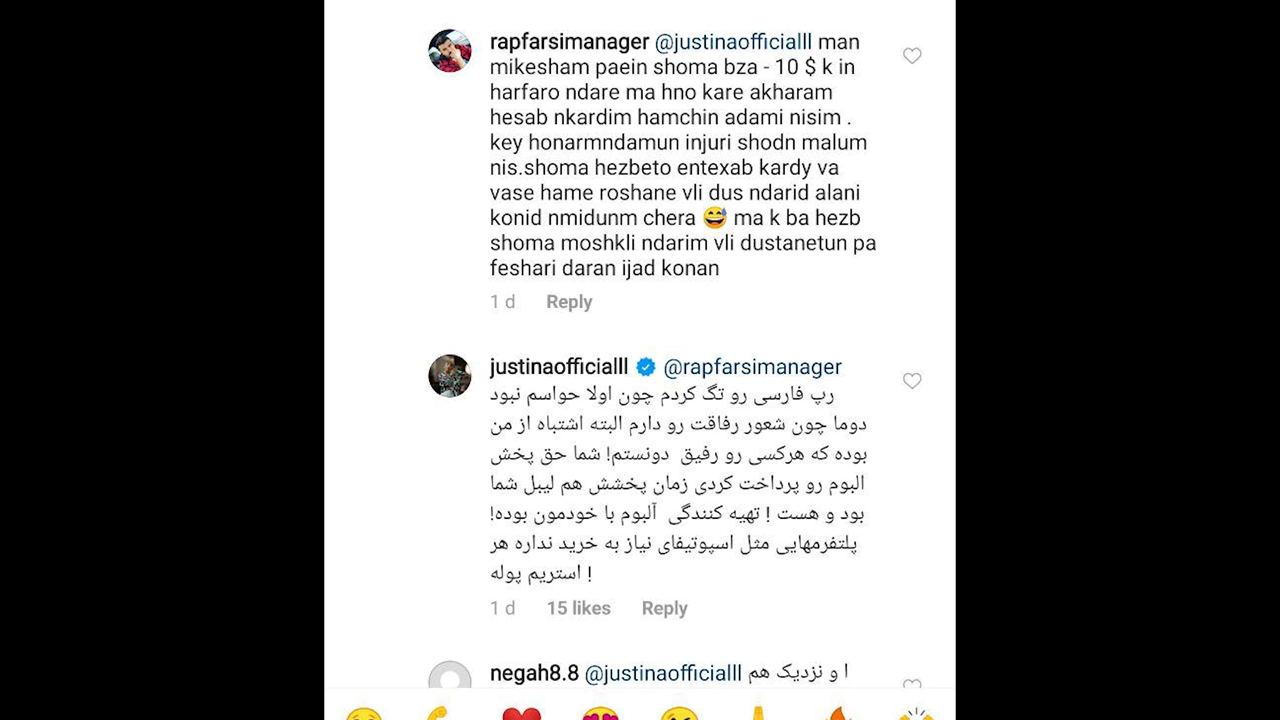 rapfarsimanager @justinaofficialll man
mikesham paein shoma bza - 10 $ k in
harfaro ndare ma hno kare akharam
hesab nkardim hamchin adami nisim .
key honarmndamun injuri shodn malum
nis.shoma hezbeto entexab kardy va
vase hame roshane vli dus ndarid alani
konid nmidunm chera 😅 ma k ba hezb
shoma moshkli ndarim vli dustanetun pa
feshari daran ijad konan
1 d Reply
justinaofficialll @rapfarsimanager
رپ فارسی رو تگ کردم چون اولا حواسم نبود
دوما چون شعور رفاقت رو دارم البته اشتباه از من
بوده که هرکسی رو رفیق دونستم! شما حق پخش
البوم رو پرداخت کردی زمان پخشش هم لیبل شما
بود و هست ! تهیه کنندگی آلبوم با خودمون بوده!
پلتفرمهایی مثل اسپوتیفای نیاز به خرید نداره هر
استریم پوله !
1 d 15 likes Reply
negah8.8 @justinaofficialll ا و نزدیک هم